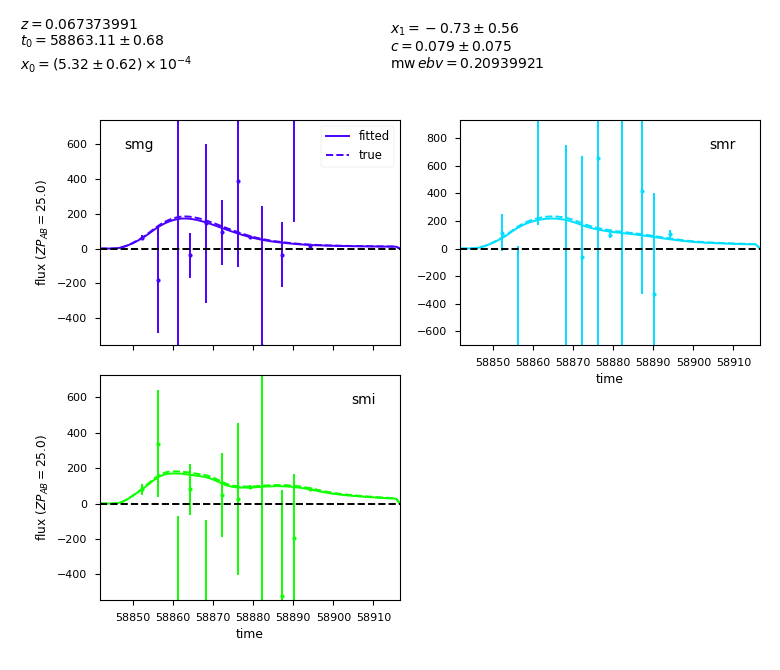 z = 0.067373991
t₀ = 58863.11 ± 0.68
x₀ = (5.32 ± 0.62) × 10⁻⁴
x₁ = − 0.73 ± 0.56
c = 0.079 ± 0.075
mw ebv = 0.20939921
smg
fitted
true
600
400
200
0
−200
−400
flux (ZP_AB = 25.0)
smr
800
600
400
200
0
−200
−400
−600
58850 58860 58870 58880 58890 58900 58910
time
smi
600
400
200
0
−200
−400
flux (ZP_AB = 25.0)
58850 58860 58870 58880 58890 58900 58910
time